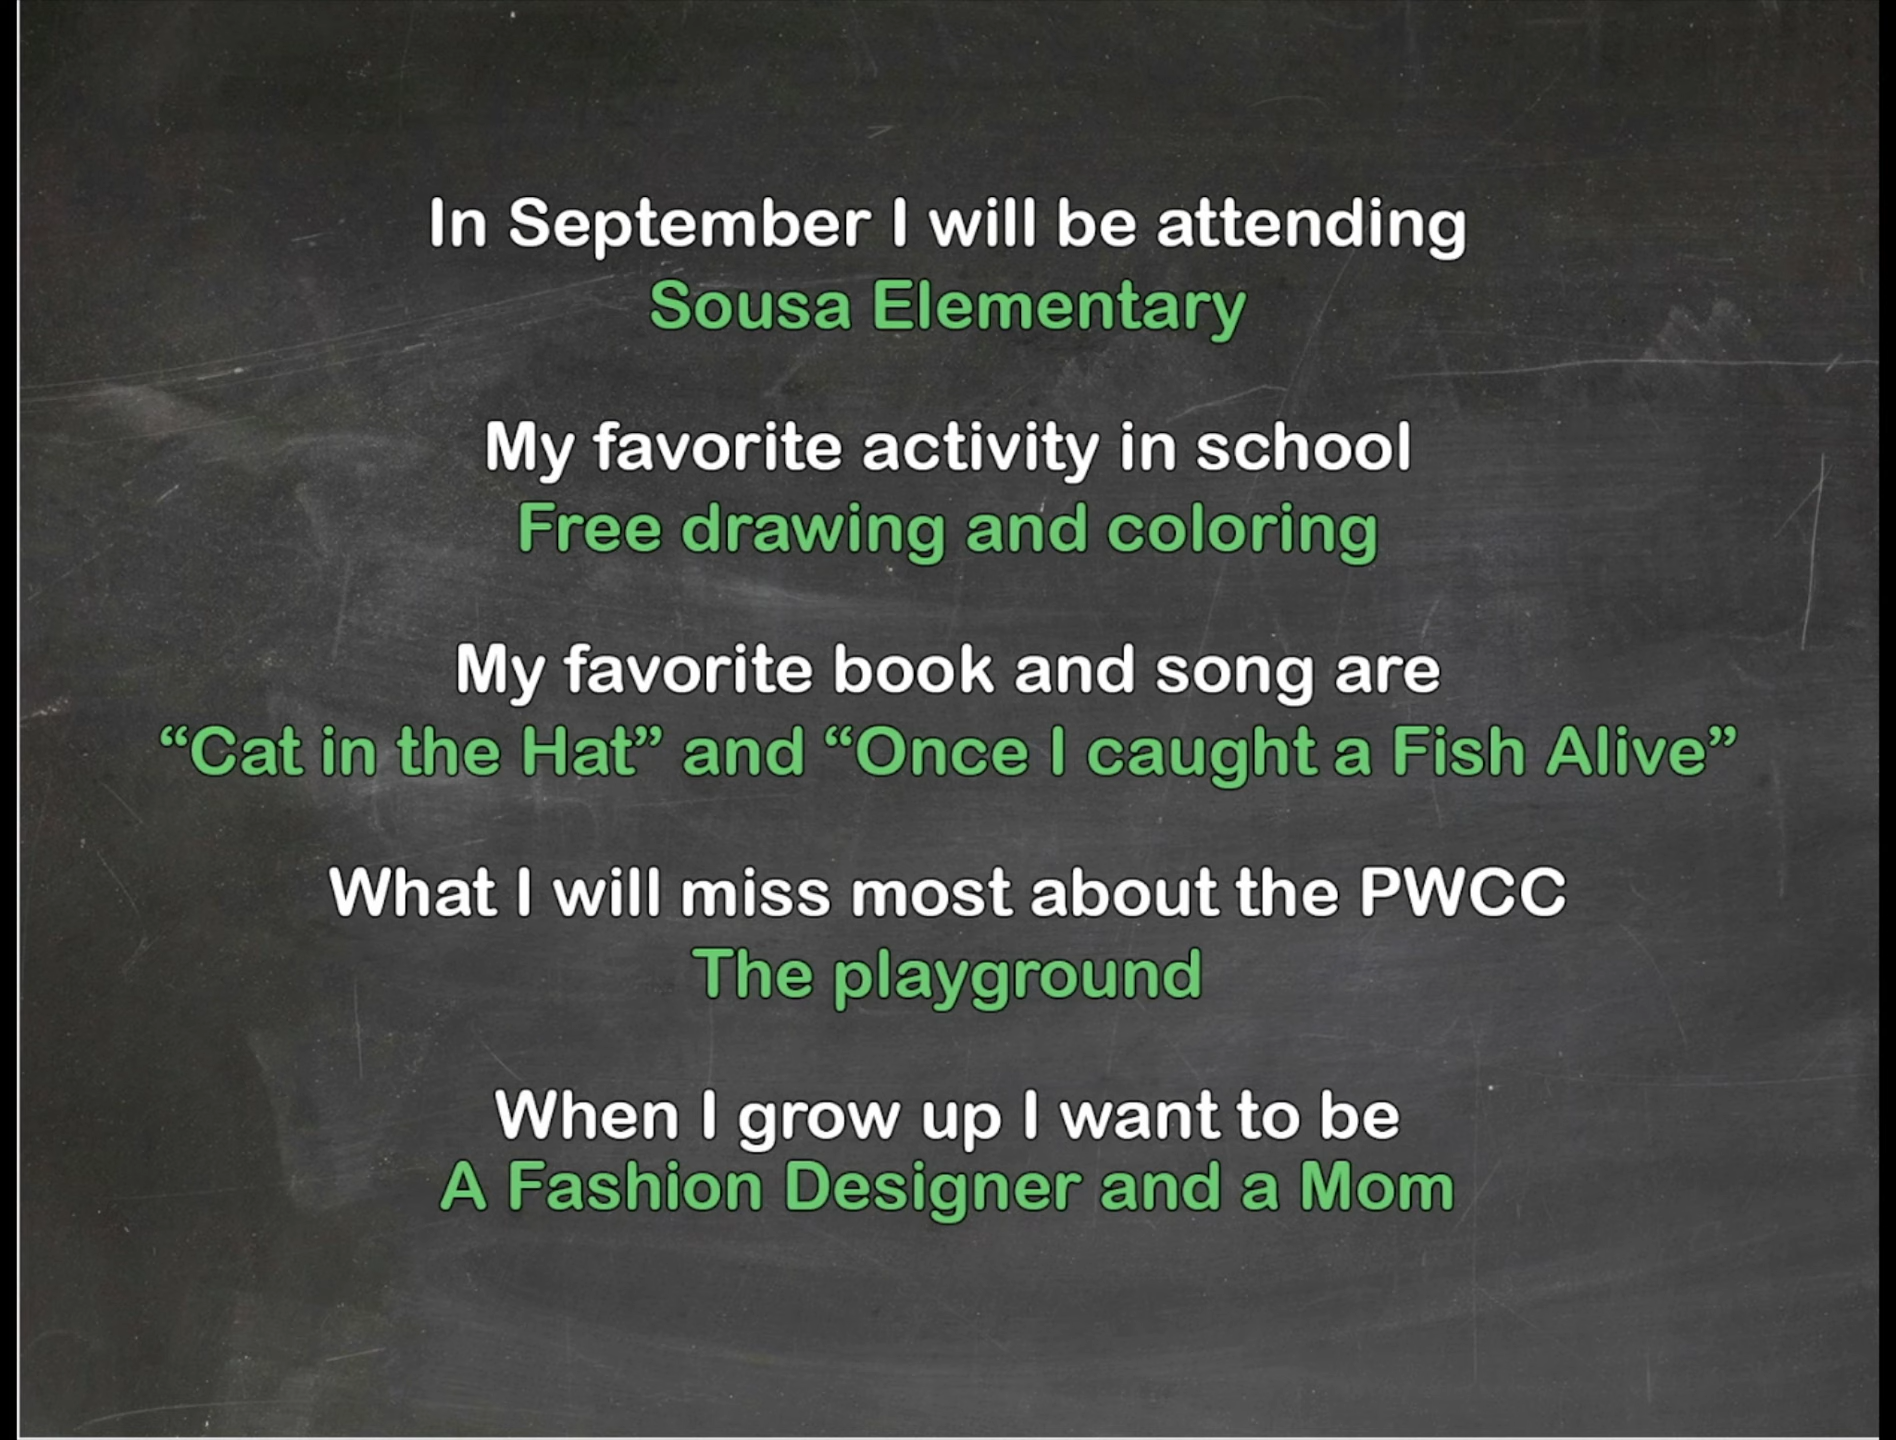 In September I will be attending
Sousa Elementary
My favorite activity in school
Free drawing and coloring
My favorite book and song are
“Cat in the Hat” and “Once I caught a Fish Alive”
What I will miss most about the PWCC
The playground
When I grow up I want to be
A Fashion Designer and a Mom